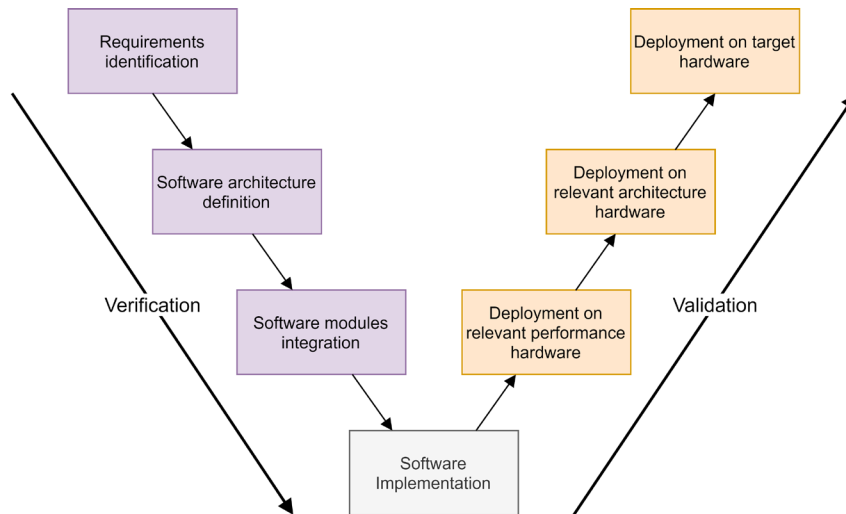 Requirements
identification
Deployment on target
hardware
Software architecture
definition
Deployment on
relevant architecture
hardware
Verification
Software modules
integration
Deployment on
relevant performance
hardware
Validation
Software
Implementation